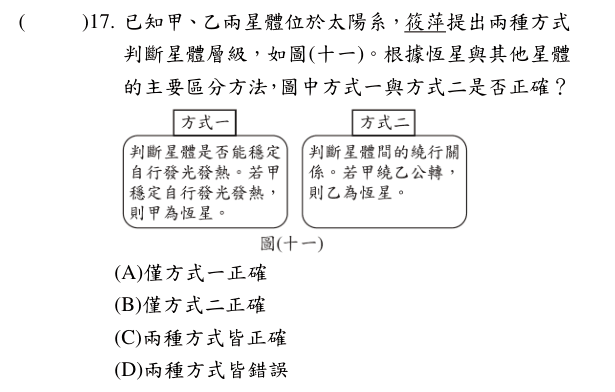 (　　)17. 已知甲、乙兩星體位於太陽系，筱萍提出兩種方式
判斷星體層級，如圖(十一)。根據恆星與其他星體
的主要區分方法，圖中方式一與方式二是否正確？
方式一
判斷星體是否能穩定
自行發光發熱。若甲
穩定自行發光發熱，
則甲為恆星。
方式二
判斷星體間的繞行關
係。若甲繞乙公轉，
則乙為恆星。
圖(十一)
(A)僅方式一正確
(B)僅方式二正確
(C)兩種方式皆正確
(D)兩種方式皆錯誤